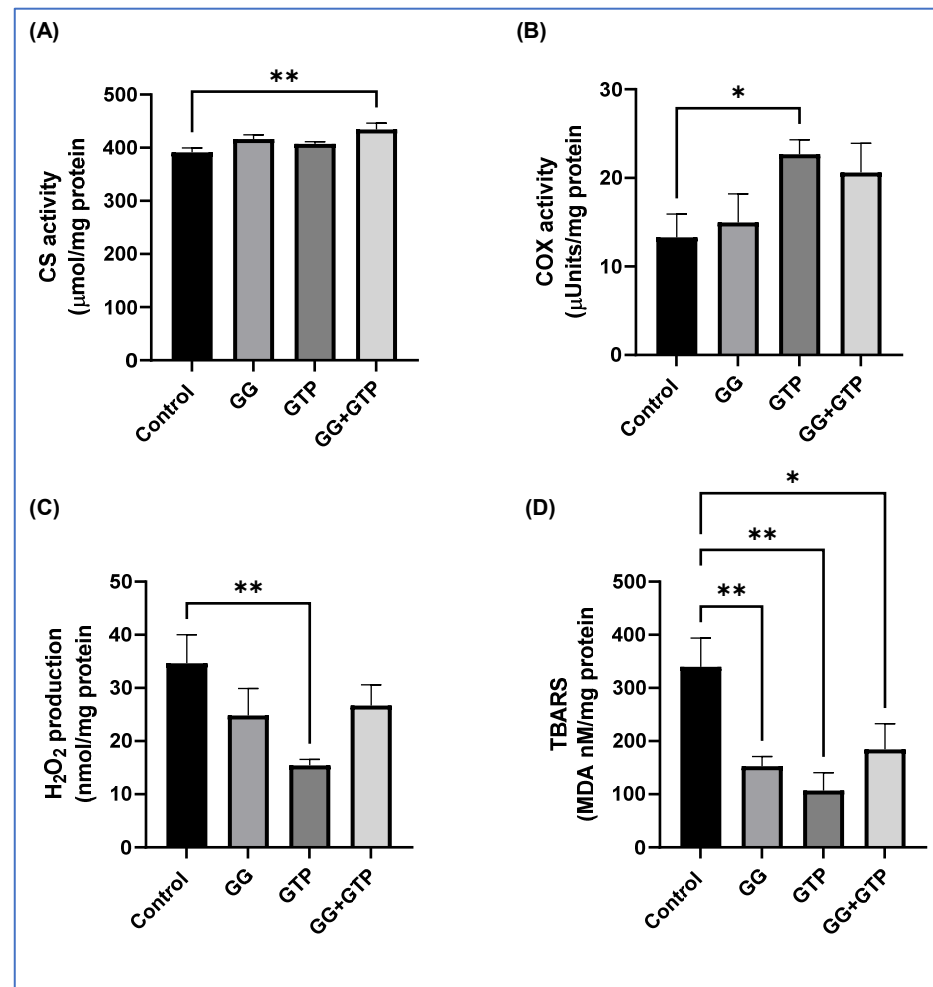 (A)
**
CS activity
(μmol/mg protein
500
400
300
200
100
0
Control
GG
GTP
GG+GTP
(B)
*
COX activity
(μUnits/mg protein
30
20
10
0
Control
GG
GTP
GG+GTP
(C)
**
H₂O₂ production
(nmol/mg protein)
50
40
30
20
10
0
Control
GG
GTP
GG+GTP
(D)
*
**
**
TBARS
(MDA nM/mg protein
500
400
300
200
100
0
Control
GG
GTP
GG+GTP